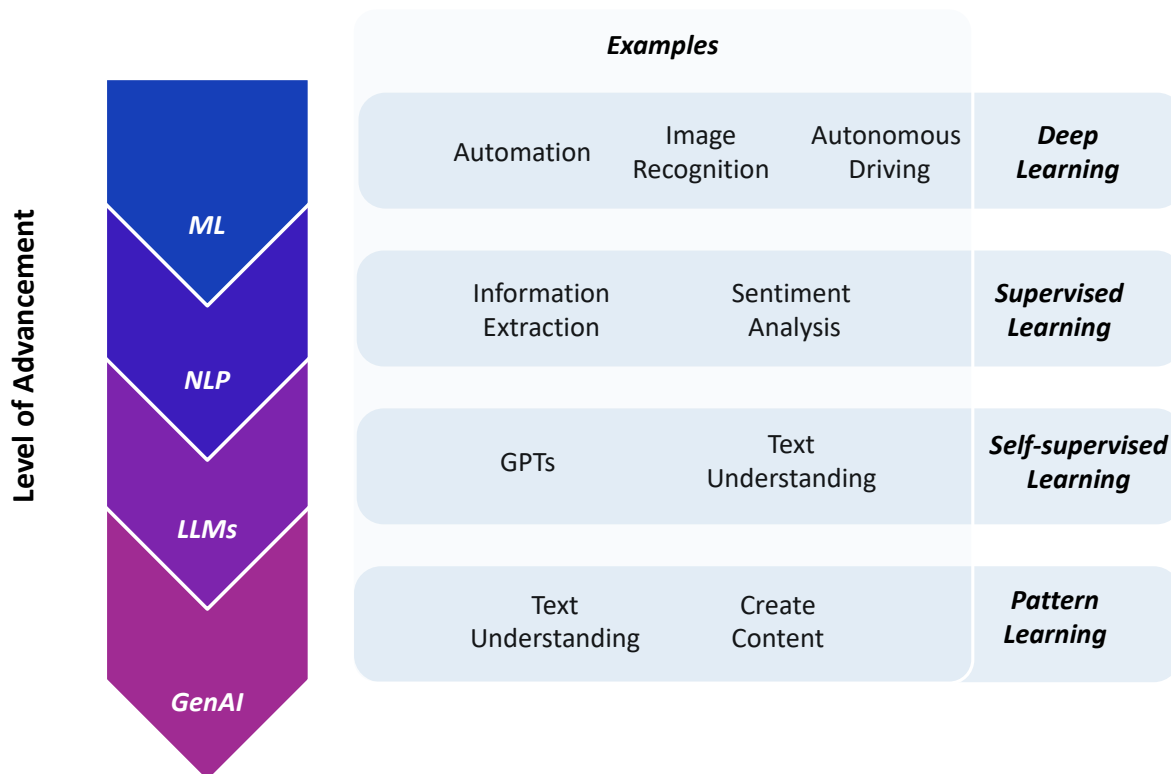 Examples
Level of Advancement
ML
Automation
Image
Recognition
Autonomous
Driving
Deep
Learning
NLP
Information
Extraction
Sentiment
Analysis
Supervised
Learning
LLMs
GPTs
Text
Understanding
Self-supervised
Learning
GenAI
Text
Understanding
Create
Content
Pattern
Learning